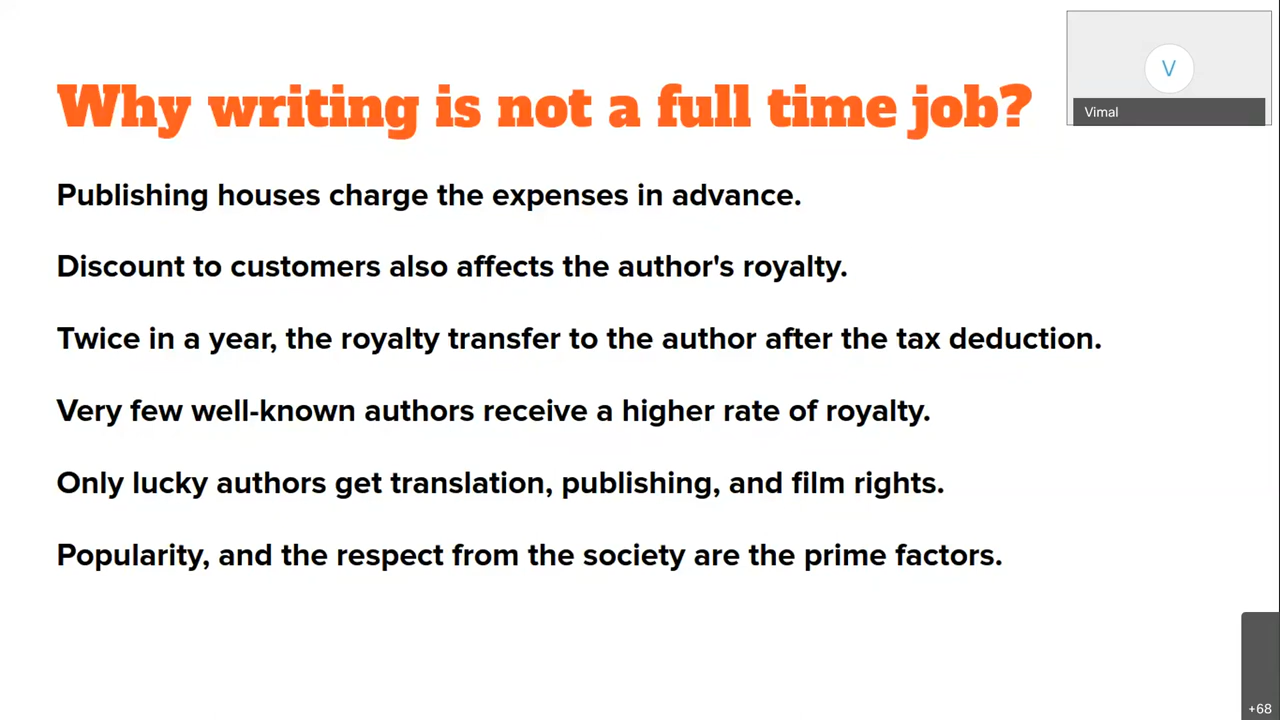 Why writing is not a full time job?
V
Vimal
Publishing houses charge the expenses in advance.
Discount to customers also affects the author's royalty.
Twice in a year, the royalty transfer to the author after the tax deduction.
Very few well-known authors receive a higher rate of royalty.
Only lucky authors get translation, publishing, and film rights.
Popularity, and the respect from the society are the prime factors.
+68